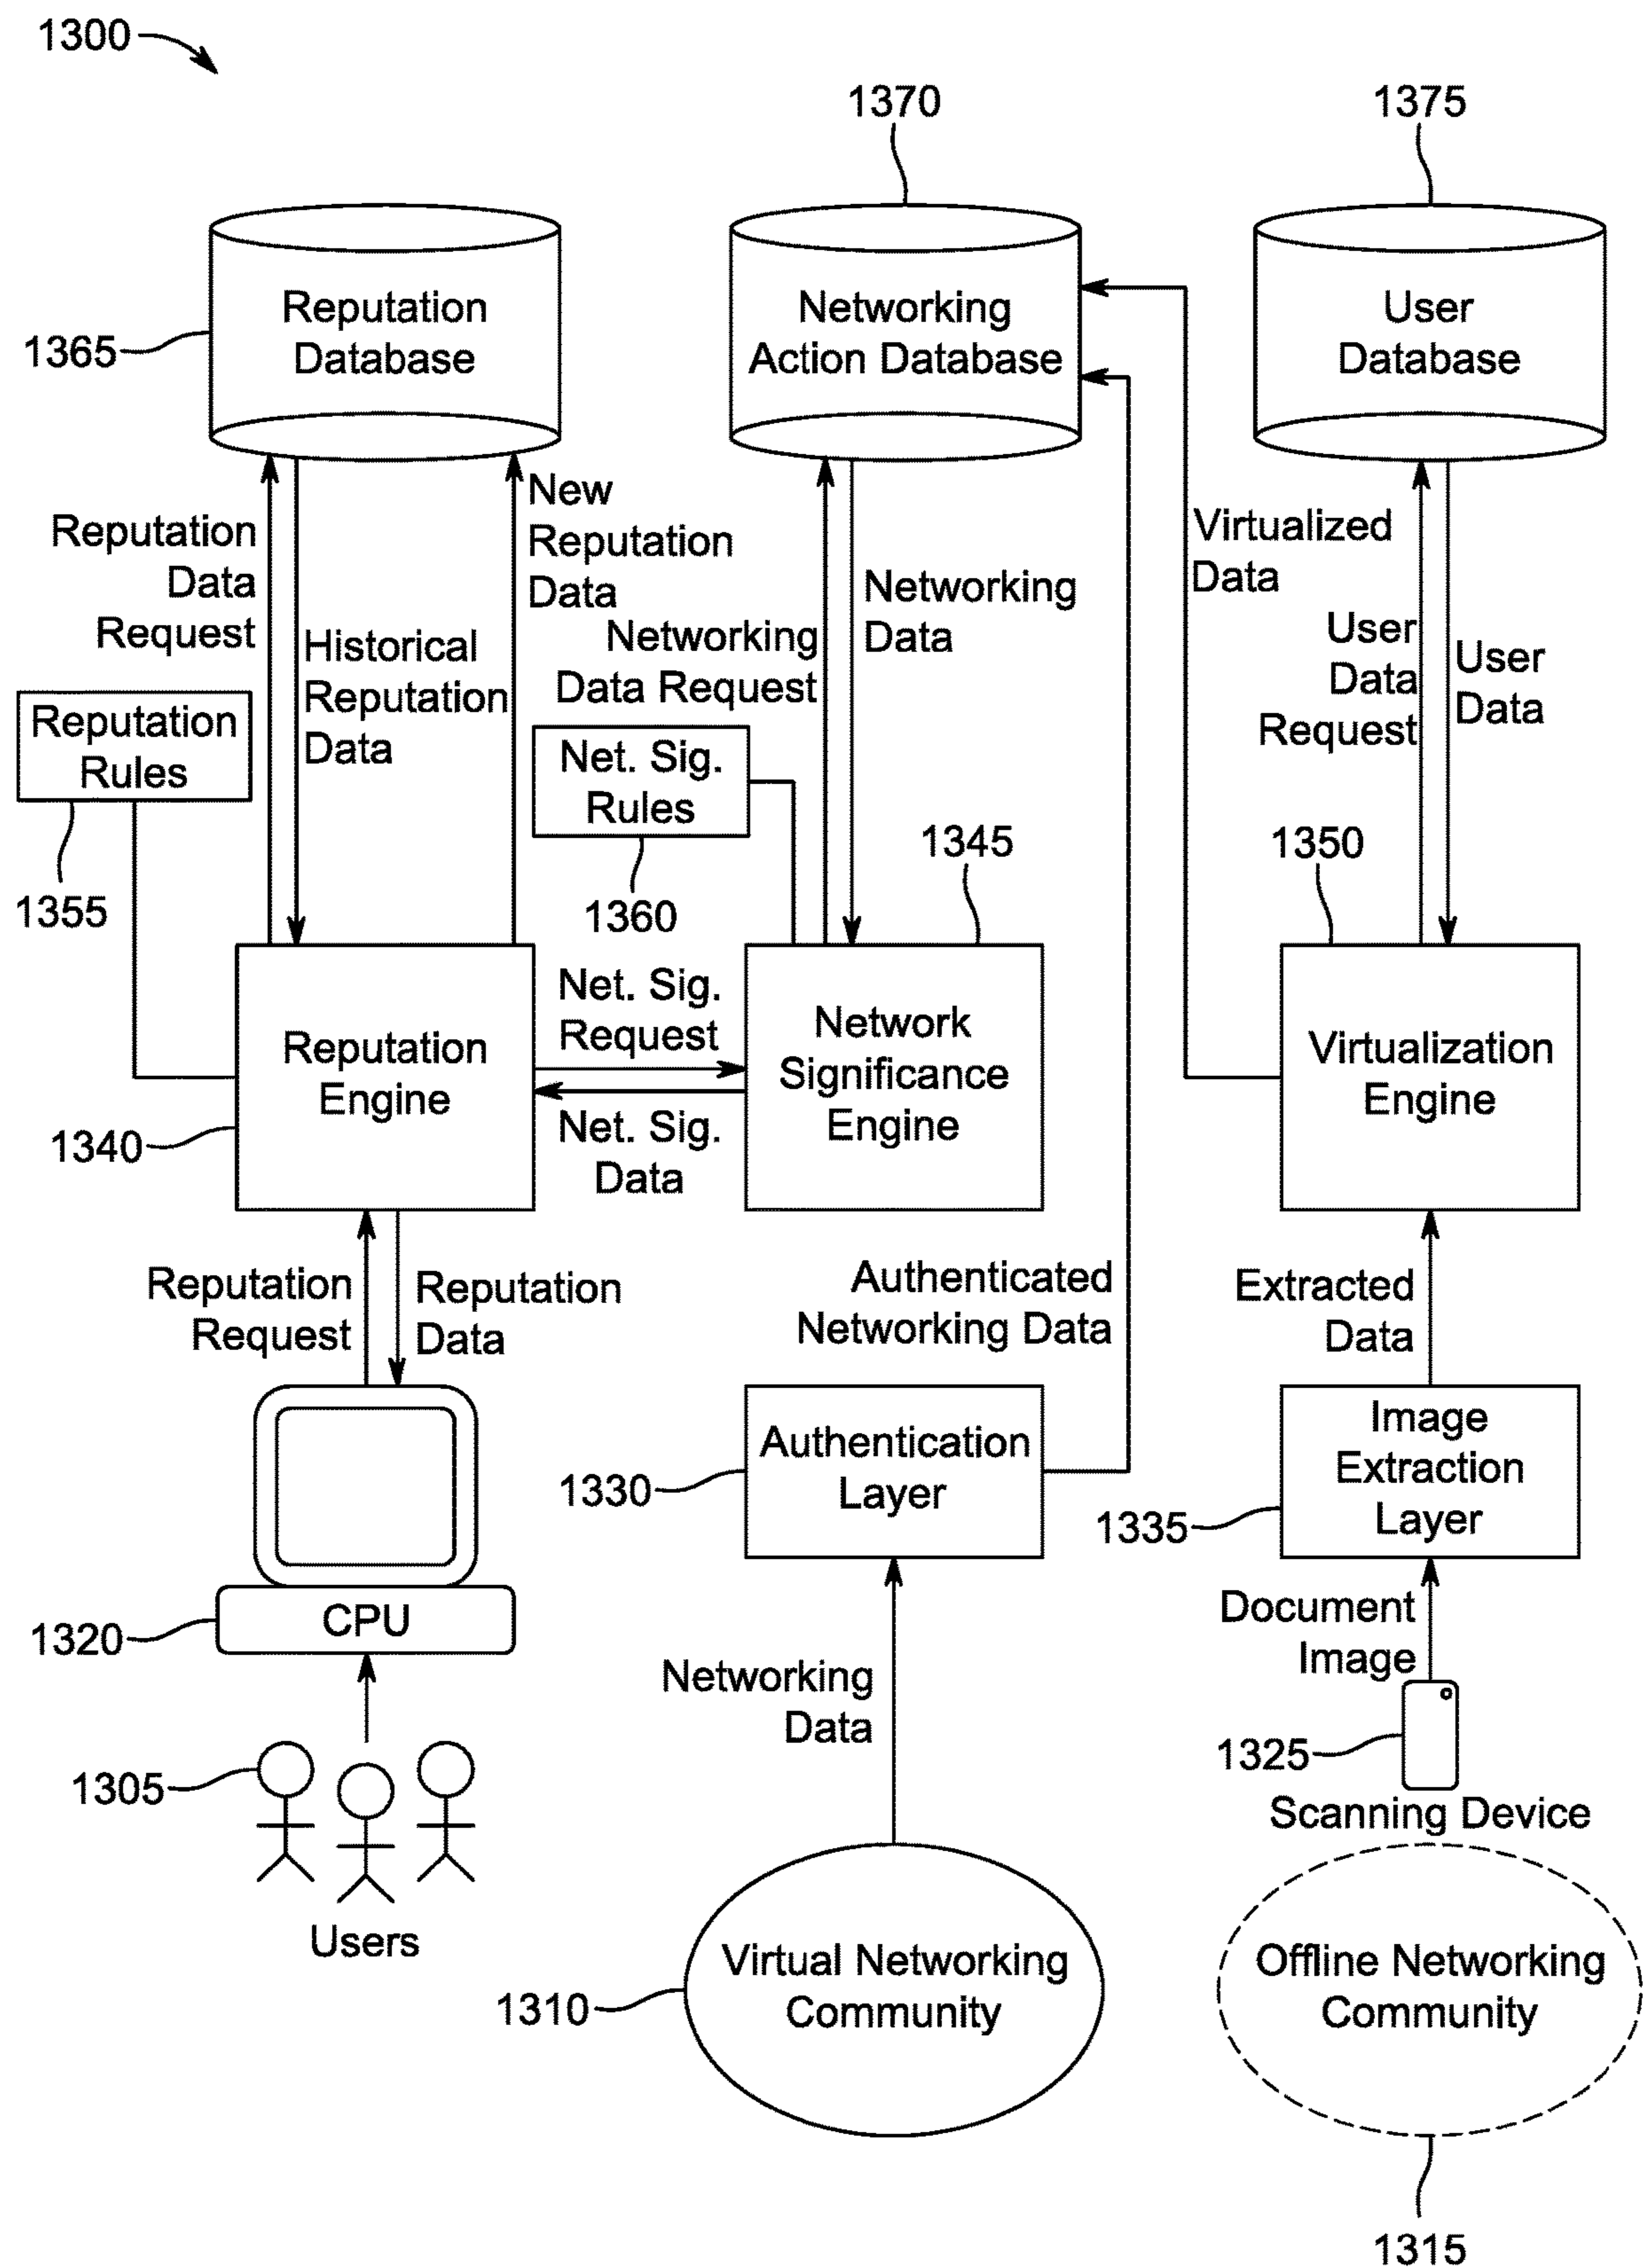 1300
1370
1375
Reputation
Database
1365
Networking
Action Database
User
Database
Reputation
Data
Request
Historical
Reputation
Data
New
Reputation
Data
Networking
Data Request
Networking
Data
Virtualized
Data
User
Data
Request
User
Data
Reputation
Rules
1355
Net. Sig.
Rules
1360
1345
1350
Reputation
Engine
1340
Net. Sig.
Request
Net. Sig.
Data
Network
Significance
Engine
Virtualization
Engine
Reputation
Request
Reputation
Data
Authenticated
Networking Data
Extracted
Data
Authentication
Layer
1330
Image
Extraction
Layer
1335
CPU
1320
Document
Image
Networking
Data
1325
Scanning Device
1305
Users
Virtual Networking
Community
1310
Offline Networking
Community
1315